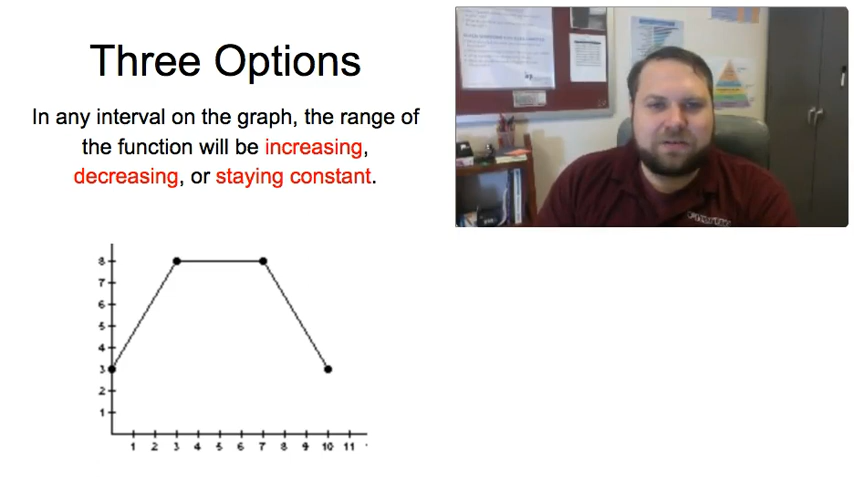 Three Options
In any interval on the graph, the range of
the function will be increasing,
decreasing, or staying constant.
8
7
6
5
4
3
2
1
1 2 3 4 5 6 7 8 9 10 11